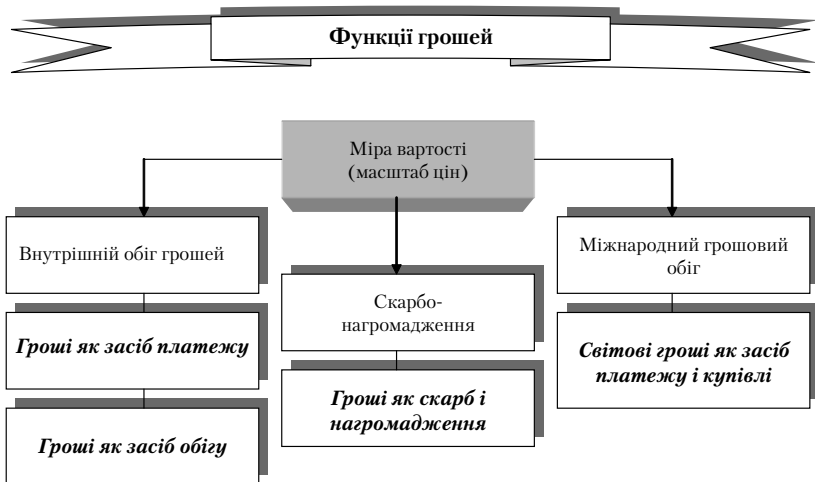 Функції грошей
Міра вартості
(масштаб цін)
Внутрішній обіг грошей
Гроші як засіб платежу
Гроші як засіб обігу
Скарбо-
нагромадження
Гроші як скарб і
нагромадження
Міжнародний грошовий
обіг
Світові гроші як засіб
платежу і купівлі